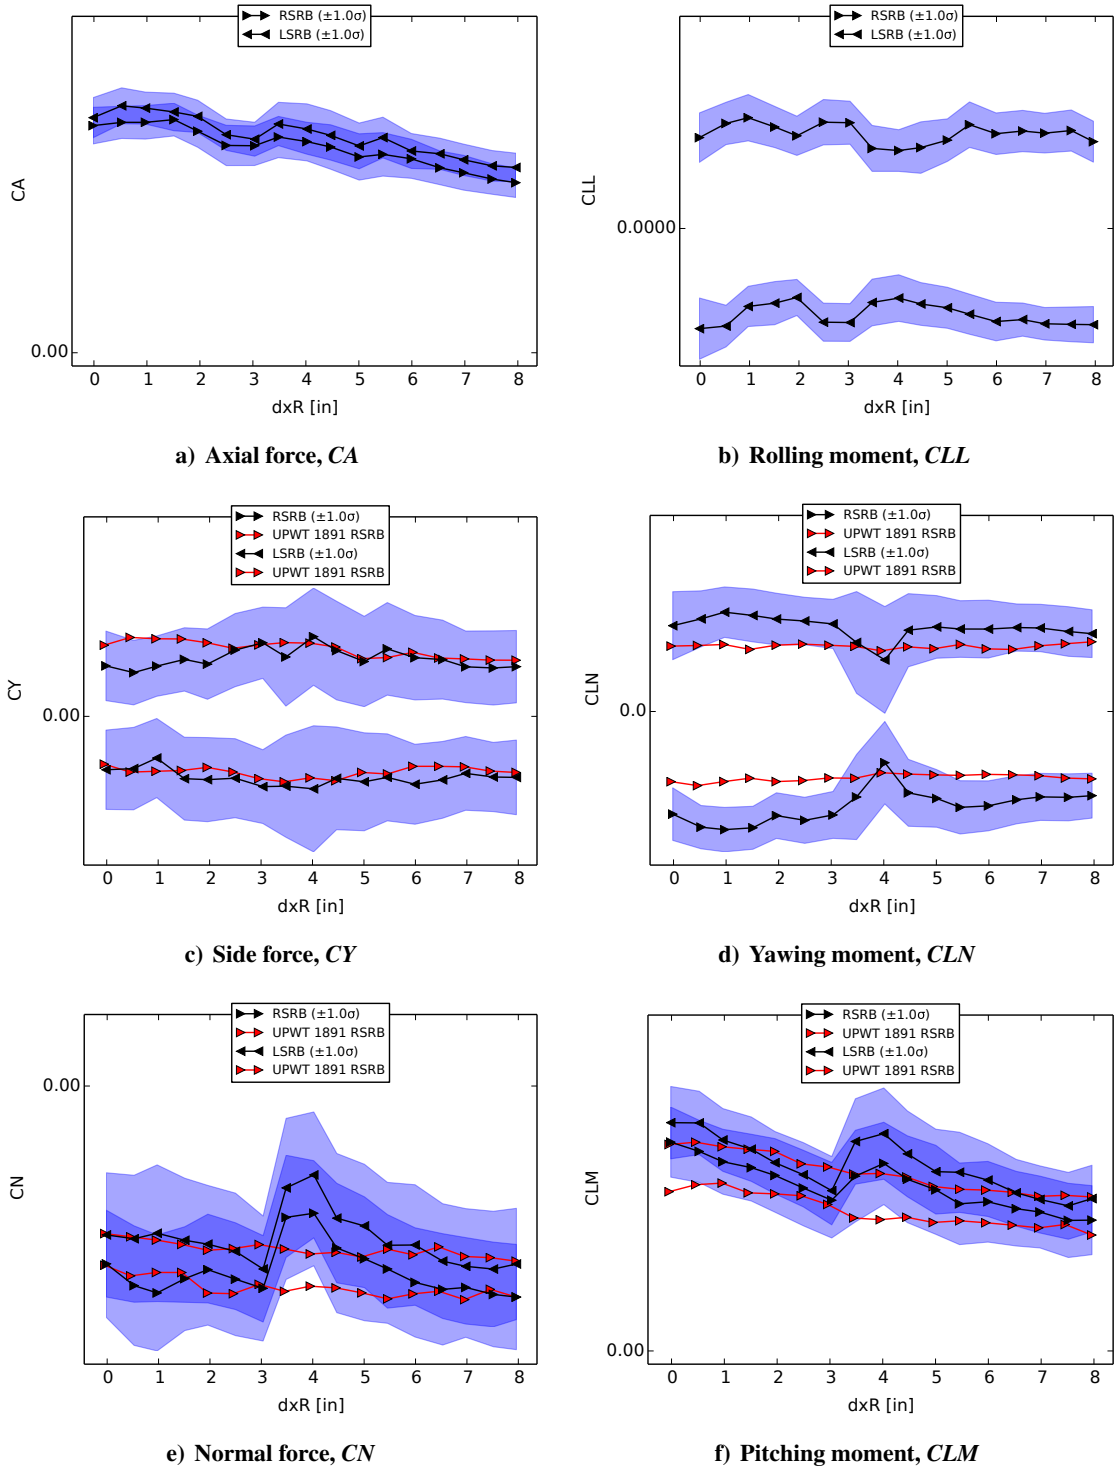 RSRB (±1.0σ)
LSRB (±1.0σ)
CA
0.00
0 1 2 3 4 5 6 7 8
dxR [in]
a) Axial force, CA
RSRB (±1.0σ)
LSRB (±1.0σ)
CLL
0.0000
0 1 2 3 4 5 6 7 8
dxR [in]
b) Rolling moment, CLL
RSRB (±1.0σ)
UPWT 1891 RSRB
LSRB (±1.0σ)
UPWT 1891 RSRB
CY
0.00
0 1 2 3 4 5 6 7 8
dxR [in]
c) Side force, CY
RSRB (±1.0σ)
UPWT 1891 RSRB
LSRB (±1.0σ)
UPWT 1891 RSRB
CLN
0.0
0 1 2 3 4 5 6 7 8
dxR [in]
d) Yawing moment, CLN
RSRB (±1.0σ)
UPWT 1891 RSRB
LSRB (±1.0σ)
UPWT 1891 RSRB
0.00
CN
0 1 2 3 4 5 6 7 8
dxR [in]
e) Normal force, CN
RSRB (±1.0σ)
UPWT 1891 RSRB
LSRB (±1.0σ)
UPWT 1891 RSRB
CLM
0.00
0 1 2 3 4 5 6 7 8
dxR [in]
f) Pitching moment, CLM